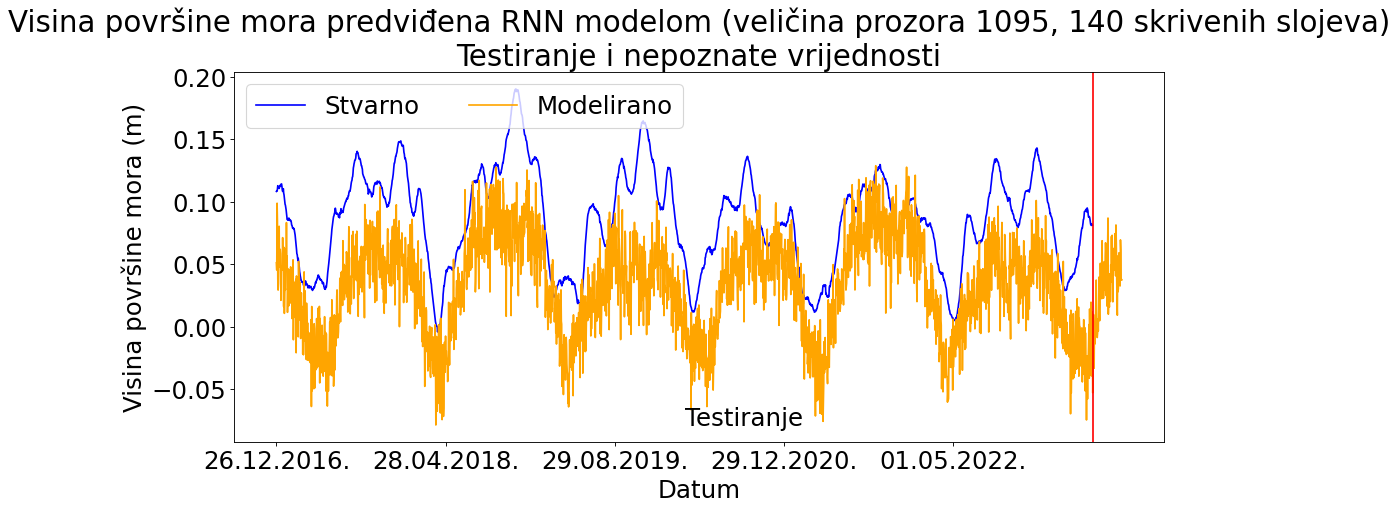 Visina površine mora predviđena RNN modelom (veličina prozora 1095, 140 skrivenih slojeva)
Testiranje i nepoznate vrijednosti
Stvarno
Modelirano
Visina površine mora (m)
0.20
0.15
0.10
0.05
0.00
−0.05
Testiranje
26.12.2016.
28.04.2018.
29.08.2019.
29.12.2020.
01.05.2022.
Datum